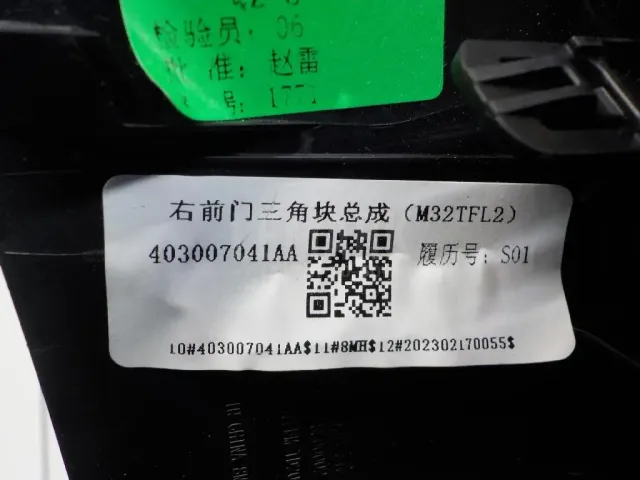 检验员：06
批 准：赵雷
号：1771
右前门三角块总成（M32TFL2）
403007041AA
履历号：S01
10#403007041AA$11#8MH$12#202302170055$